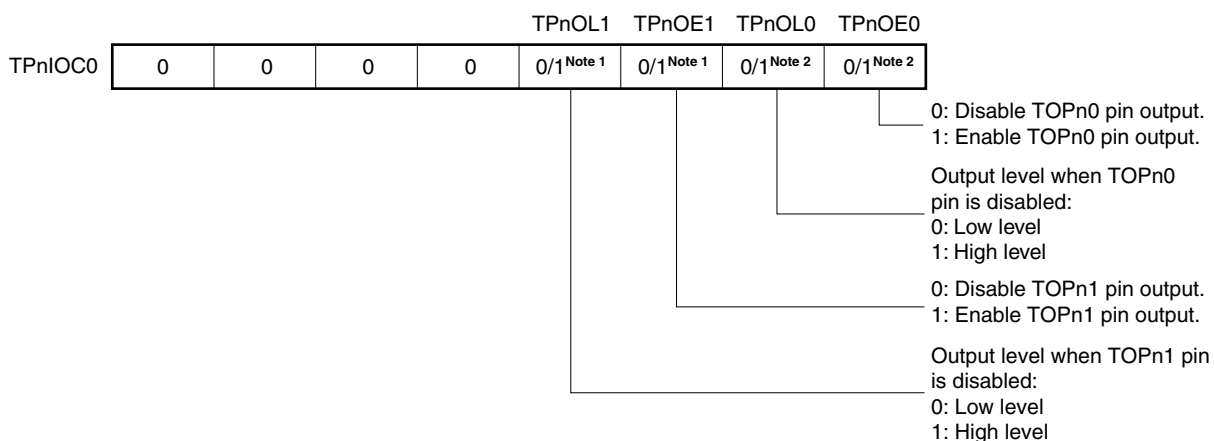 TPnOL1 TPnOE1 TPnOL0 TPnOE0
TPnIOC0 0 0 0 0 0/1Note 1 0/1Note 1 0/1Note 2 0/1Note 2
0: Disable TOPn0 pin output.
1: Enable TOPn0 pin output.
Output level when TOPn0
pin is disabled:
0: Low level
1: High level
0: Disable TOPn1 pin output.
1: Enable TOPn1 pin output.
Output level when TOPn1 pin
is disabled:
0: Low level
1: High level